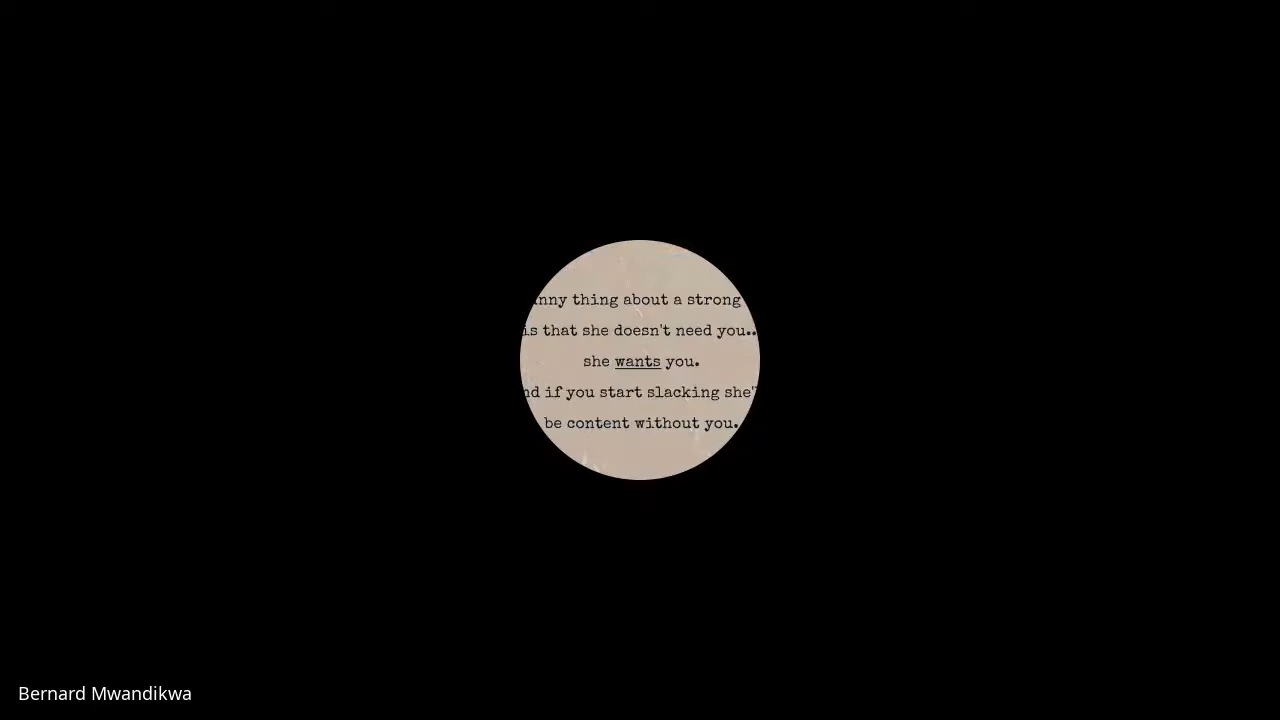 thing about a strong
is that she doesn't need you..
she wants you.
if you start slacking
be content without you.
Bernard Mwandikwa